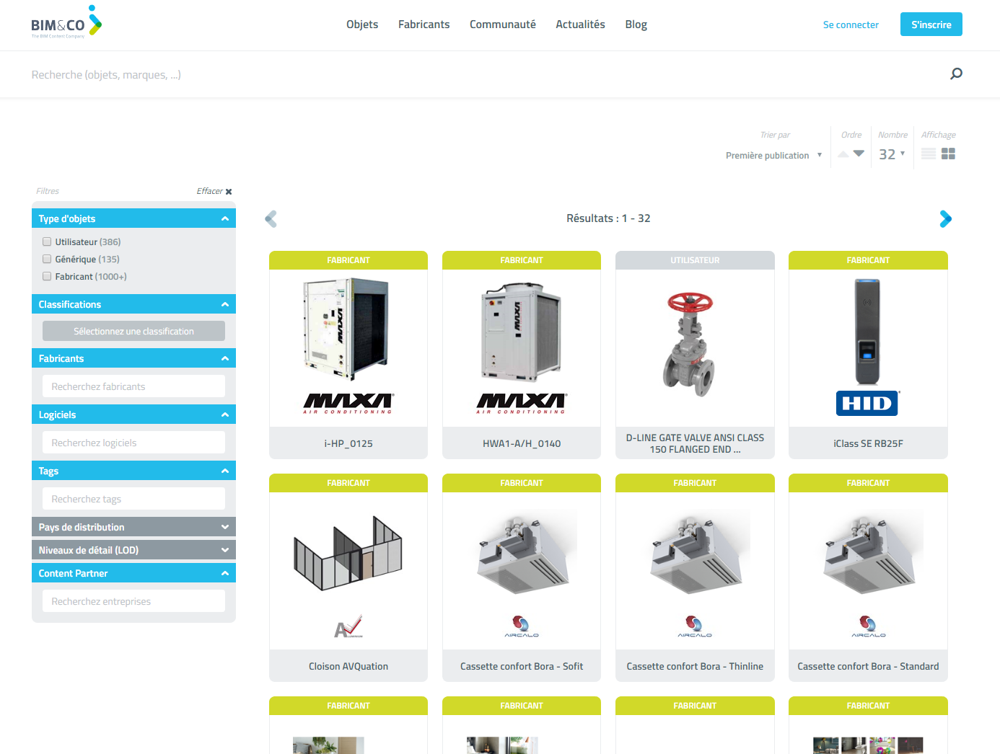 BIM&CO
The BIM Content Company
Objets
Fabricants
Communauté
Actualités
Blog
Se connecter
S'inscrire
Recherche (objets, marques, ...)
Trier par
Ordre
Nombre
Affichage
Première publication
32
Filtres
Effacer
Type d'objets
Utilisateur (386)
Générique (135)
Fabricant (1000+)
Classifications
Sélectionnez une classification
Fabricants
Recherchez fabricants
Logiciels
Recherchez logiciels
Tags
Recherchez tags
Pays de distribution
Niveaux de détail (LOD)
Content Partner
Recherchez entreprises
Résultats : 1 - 32
FABRICANT
MAXA
MAXA
AIR CONDITIONING
i-HP_0125
FABRICANT
MAXA
MAXA
AIR CONDITIONING
HWA1-A/H_0140
UTILISATEUR
D-LINE GATE VALVE ANSI CLASS
150 FLANGED END ...
FABRICANT
HID
iClass SE RB25F
FABRICANT
Cloison AVQuation
FABRICANT
AIRCALO
Cassette confort Bora - Sofit
FABRICANT
AIRCALO
Cassette confort Bora - Thinline
FABRICANT
AIRCALO
Cassette confort Bora - Standard
FABRICANT
FABRICANT
FABRICANT
FABRICANT